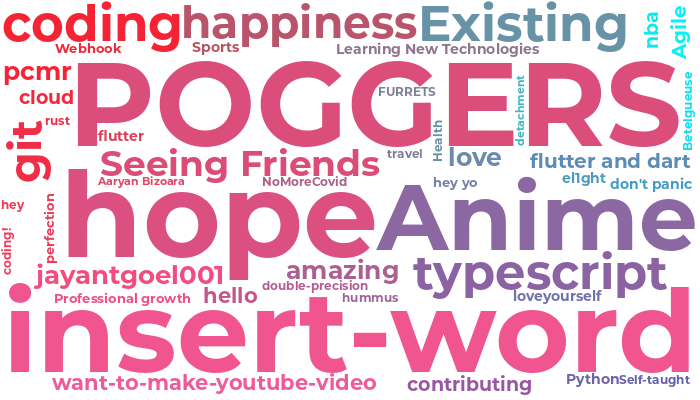 coding
happiness
Existing
nba
Agile
Webhook
Sports
Learning New Technologies
pcmr
POGGERS
cloud
FURRETS
detachment
Betelgueuse
rust
git
flutter
Health
travel
love
flutter and dart
Seeing Friends
Aaryan Bizoara
NoMoreCovid
hey yo
el1ght
don't panic
hey
perfection
hope
Anime
coding!
jayantgoel001
amazing
typescript
double-precision
Professional growth
hello
hummus
loveyourself
insert-word
want-to-make-youtube-video
contributing
Python
Self-taught